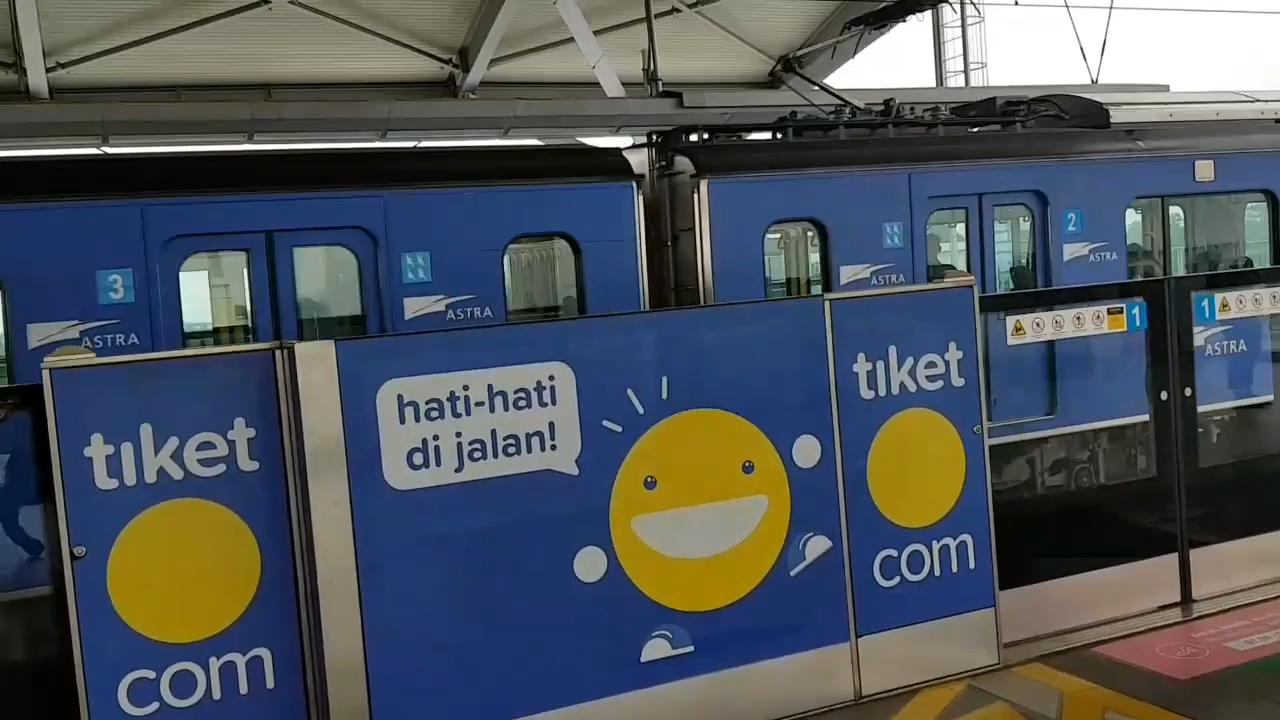 3
ASTRA
ASTRA
ASTRA
2
ASTRA
1
1
ASTRA
tiket
com
hati-hati
di jalan!
tiket
com